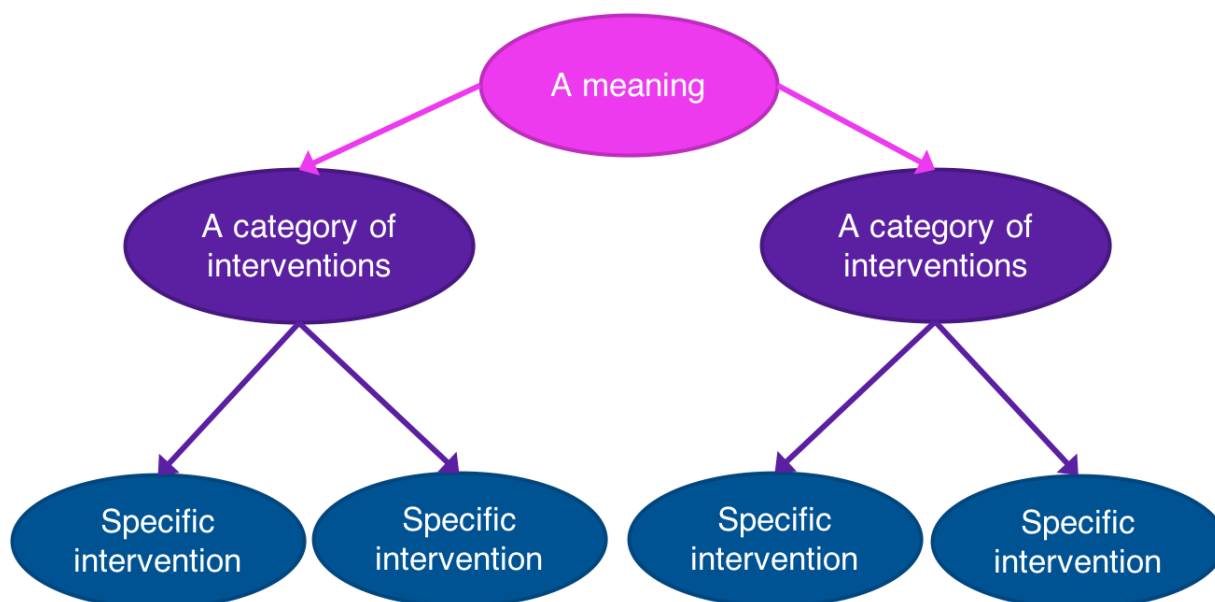 A meaning
A category of
interventions
A category of
interventions
Specific
intervention
Specific
intervention
Specific
intervention
Specific
intervention